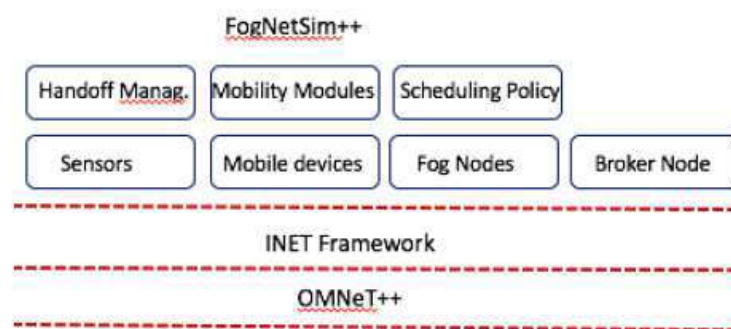 FogNetSim++
Handoff Manag. Mobility Modules Scheduling Policy
Sensors Mobile devices Fog Nodes Broker Node
INET Framework
OMNeT++